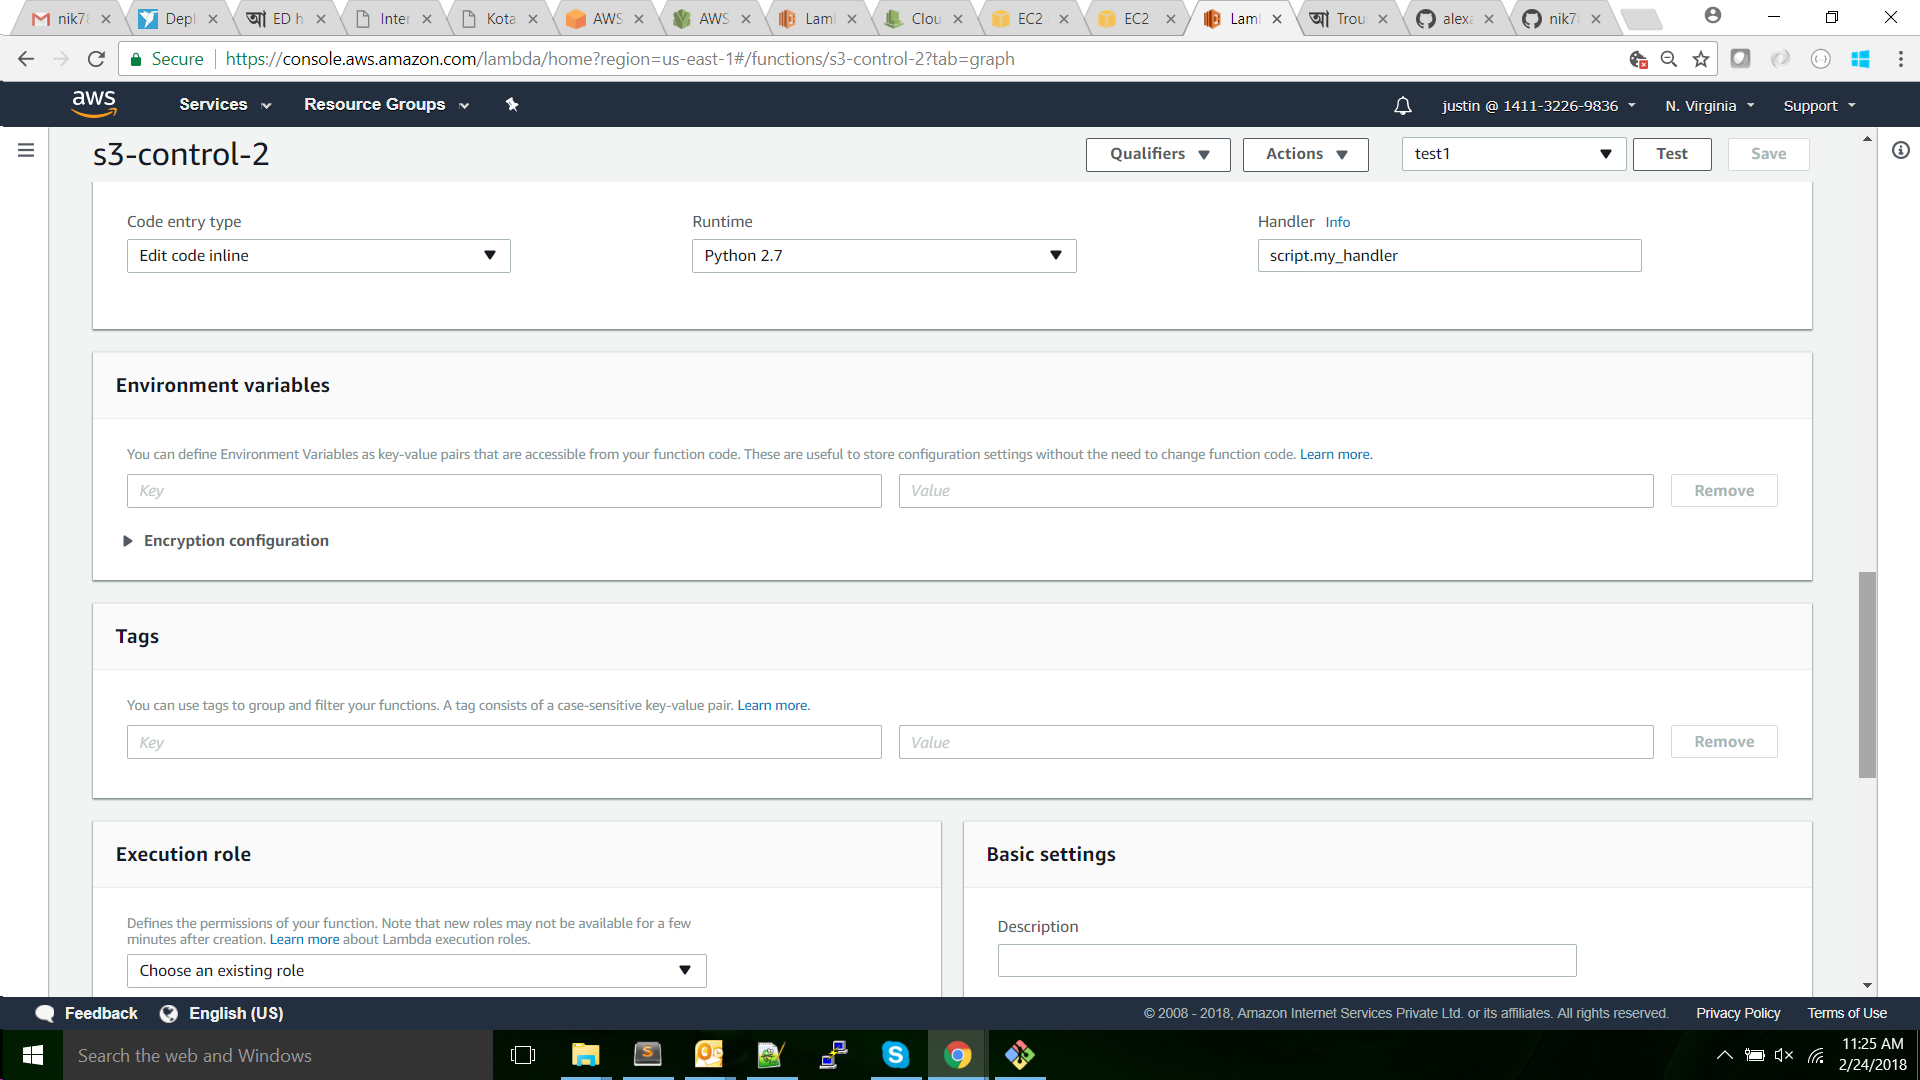 nik78
Depl
আ ED h
Inter
Kota
AWS
AWS
Lam
Clou
EC2
EC2
Lam
আ Trou
alexa
nik78
Secure
https://console.aws.amazon.com/lambda/home?region=us-east-1#/functions/s3-control-2?tab=graph
aws
Services
Resource Groups
justin @ 1411-3226-9836
N. Virginia
Support
s3-control-2
Qualifiers
Actions
test1
Test
Save
Code entry type
Runtime
Handler Info
Edit code inline
Python 2.7
script.my_handler
Environment variables
You can define Environment Variables as key-value pairs that are accessible from your function code. These are useful to store configuration settings without the need to change function code. Learn more.
Key
Value
Remove
Encryption configuration
Tags
You can use tags to group and filter your functions. A tag consists of a case-sensitive key-value pair. Learn more.
Key
Value
Remove
Execution role
Basic settings
Defines the permissions of your function. Note that new roles may not be available for a few
minutes after creation. Learn more about Lambda execution roles.
Choose an existing role
Description
Feedback
English (US)
© 2008 - 2018, Amazon Internet Services Private Ltd. or its affiliates. All rights reserved.
Privacy Policy
Terms of Use
Search the web and Windows
11:25 AM
2/24/2018